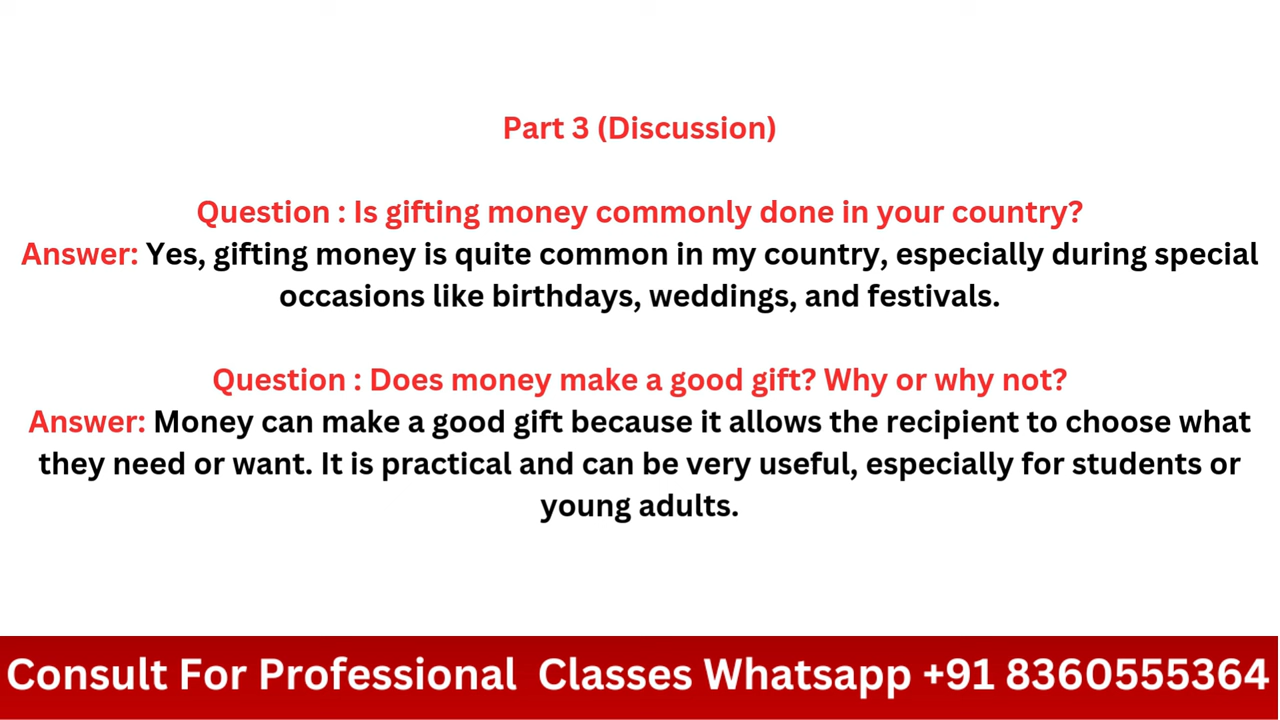 Part 3 (Discussion)
Question : Is gifting money commonly done in your country?
Answer: Yes, gifting money is quite common in my country, especially during special
occasions like birthdays, weddings, and festivals.
Question : Does money make a good gift? Why or why not?
Answer: Money can make a good gift because it allows the recipient to choose what
they need or want. It is practical and can be very useful, especially for students or
young adults.
Consult For Professional Classes Whatsapp +91 8360555364